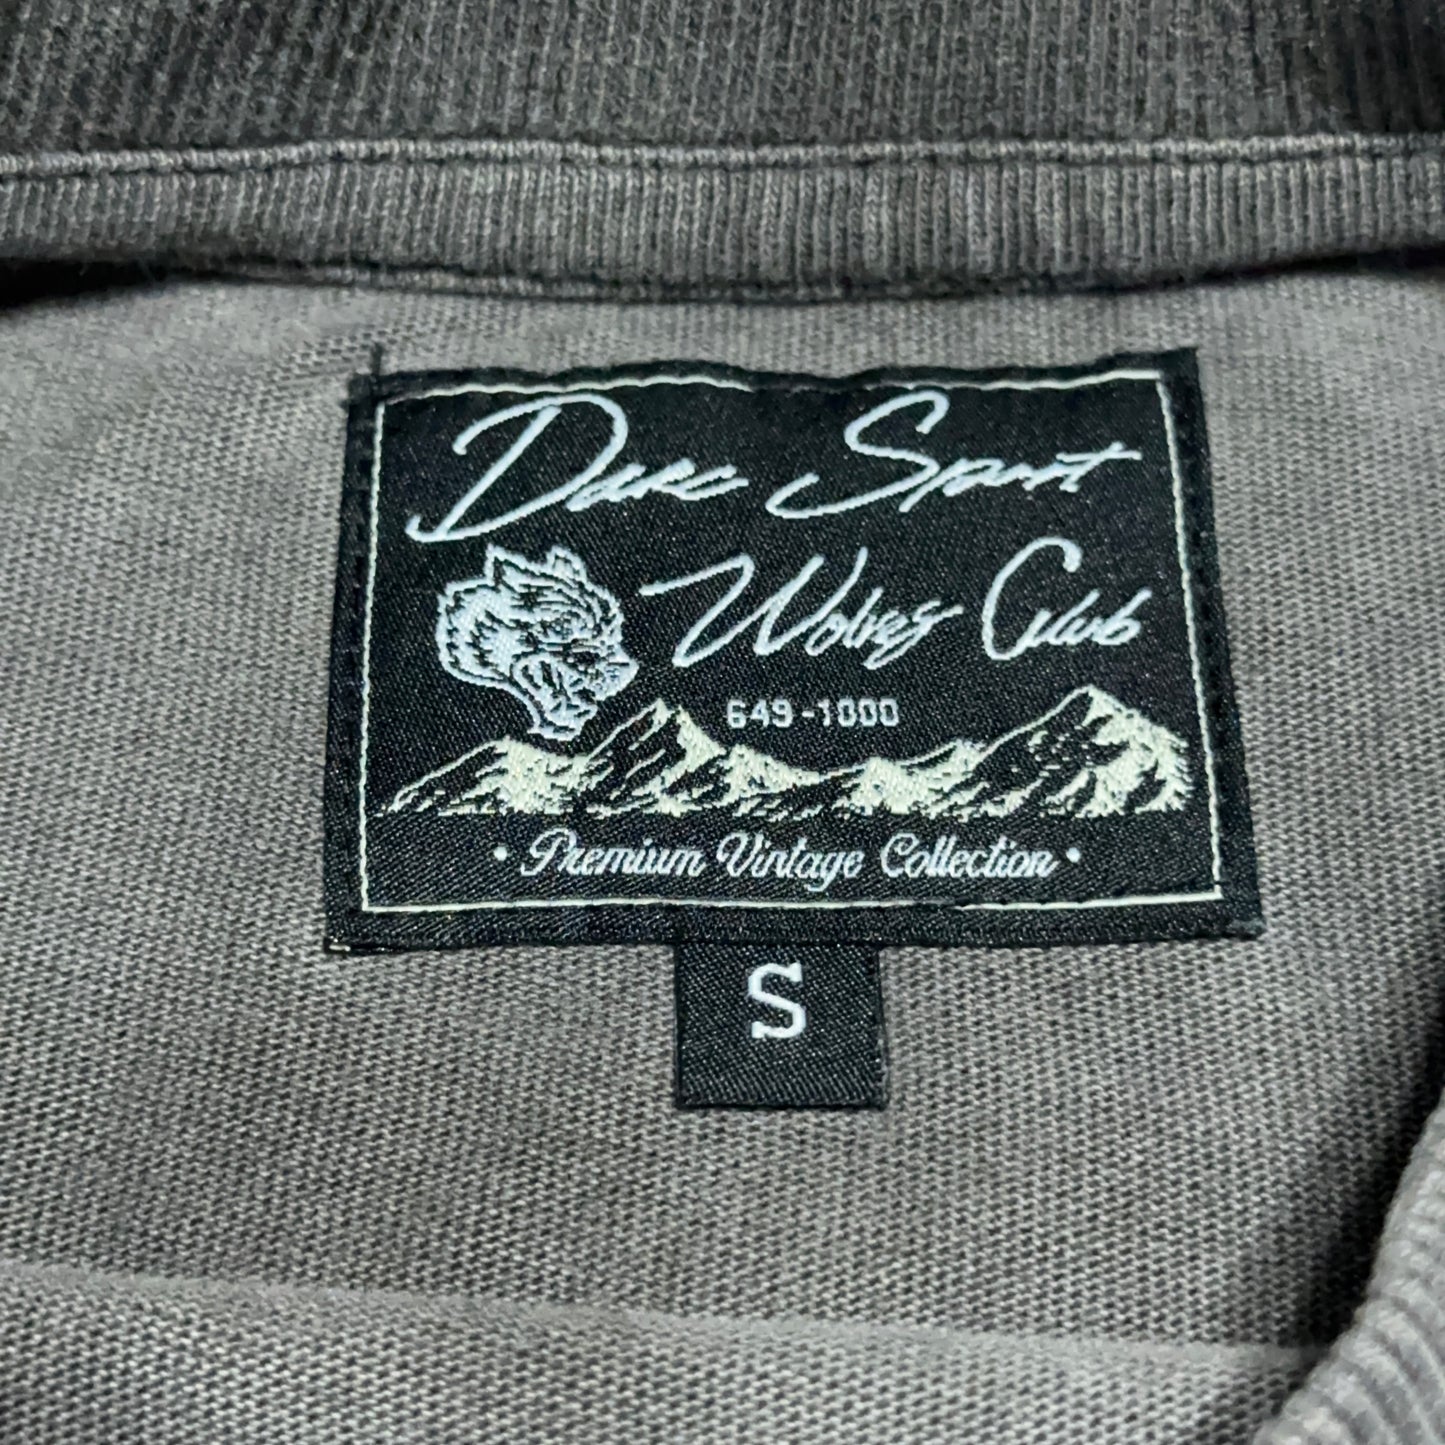 Darc Sport
Wolves Club
649-1000
• Premium Vintage Collection •
S